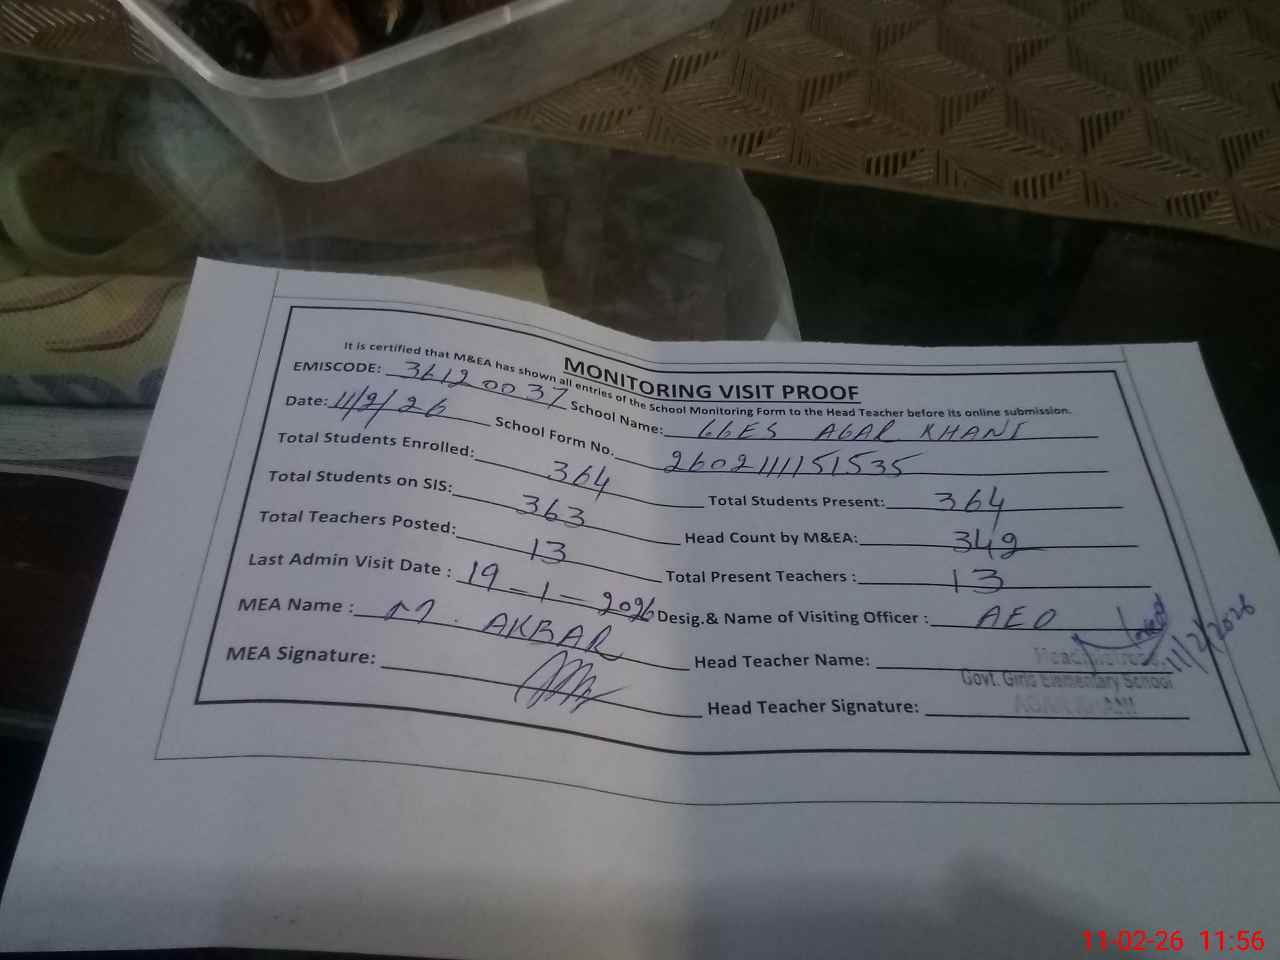 MONITORING VISIT PROOF
It is certified that M&EA has shown all entries of the School Monitoring Form to the Head Teacher before its online submission.
EMISCODE: 36120037 School Name: GGES AGAR KHANI
Date: 11/2/26 School Form No. 2602111151535
Total Students Enrolled: 364 Total Students Present: 364
Total Students on SIS: 363 Head Count by M&EA: 349
Total Teachers Posted: 13 Total Present Teachers : 13
Last Admin Visit Date : 19-1-2026 Desig.& Name of Visiting Officer : AEO
MEA Name : M. AKBAR Head Teacher Name:
11/2/2026
Headmistress
Govt. Girls Elementary School
AGAR KHANI
MEA Signature: Head Teacher Signature:
11-02-26 11:56